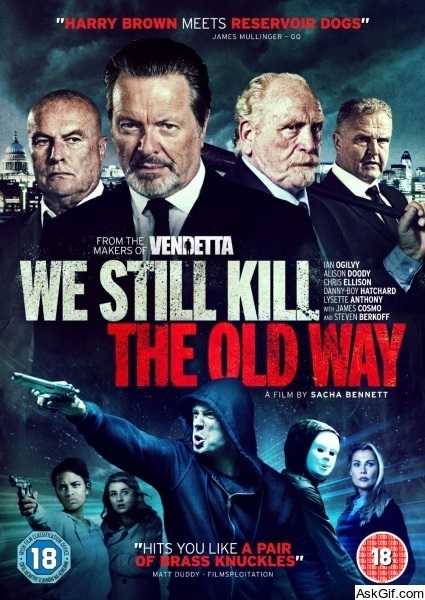 "HARRY BROWN MEETS RESERVOIR DOGS"
JAMES MULLINGER - GQ
FROM THE
MAKERS OF VENDETTA
WE STILL KILL
THE OLD WAY
IAN OGILVY
ALISON DOODY
CHRIS ELLISON
DANNY-BOY HATCHARD
LYSETTE ANTHONY
WITH JAMES COSMO
AND STEVEN BERKOFF
A FILM BY SACHA BENNETT
"HITS YOU LIKE A PAIR
OF BRASS KNUCKLES"
MATT DUDDY - FILMSPLOITATION
18
18
AskGif.com